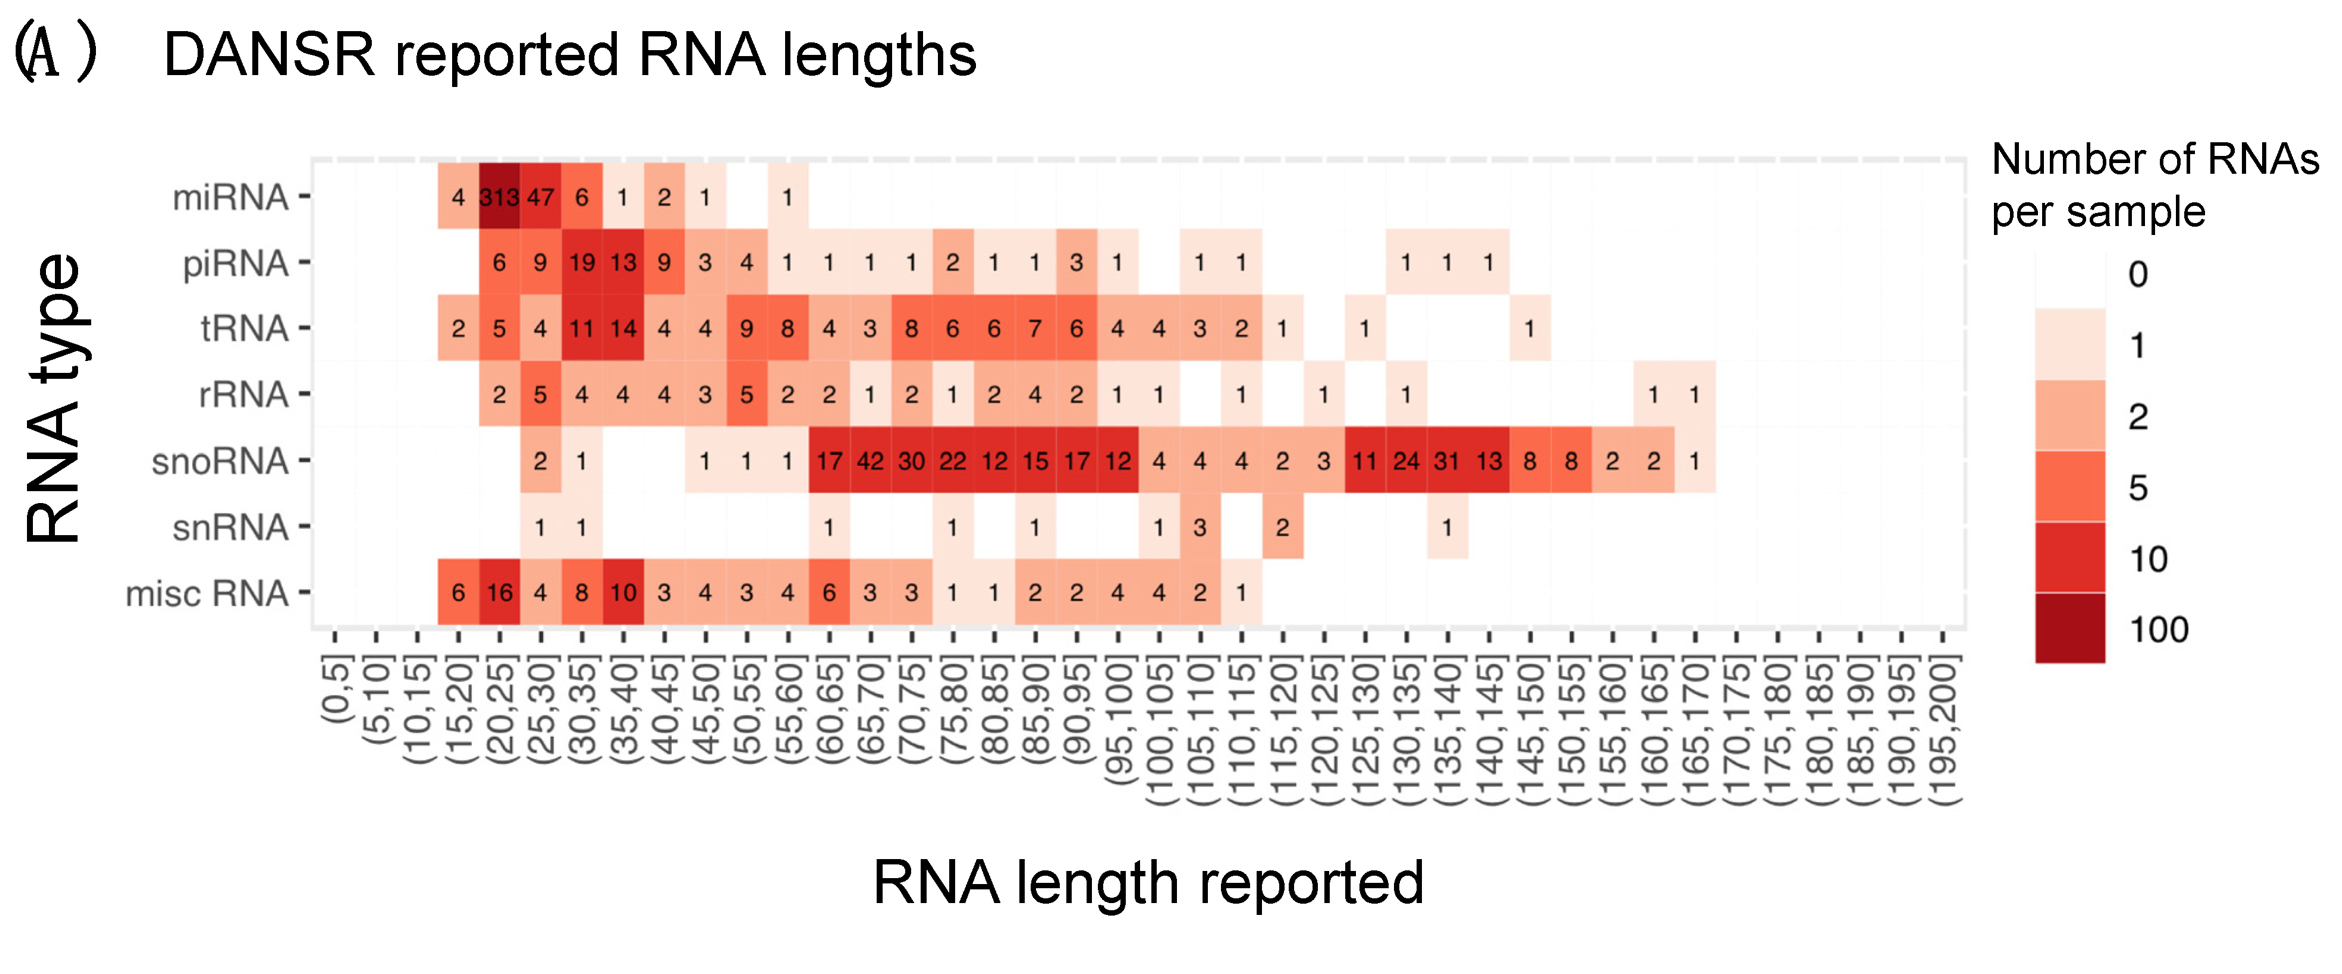 (A) DANSR reported RNA lengths
Number of RNAs
per sample
0
1
2
5
10
100
RNA type
miRNA 4 313 47 6 1 2 1 1
piRNA 6 9 19 13 9 3 4 1 1 1 1 2 1 1 3 1 1 1 1 1 1
tRNA 2 5 4 11 14 4 4 9 8 4 3 8 6 6 7 6 4 4 3 2 1 1 1
rRNA 2 5 4 4 4 3 5 2 2 1 2 1 2 4 2 1 1 1 1 1 1 1
snoRNA 2 1 1 1 1 17 42 30 22 12 15 17 12 4 4 4 2 3 11 24 31 13 8 8 2 2 1
snRNA 1 1 1 1 1 1 3 2 1
misc RNA 6 16 4 8 10 3 4 3 4 6 3 3 1 1 2 2 4 4 2 1
(0,5] (5,10] (10,15] (15,20] (20,25] (25,30] (30,35] (35,40] (40,45] (45,50] (50,55] (55,60] (60,65] (65,70] (70,75] (75,80] (80,85] (85,90] (90,95] (95,100] (100,105] (105,110] (110,115] (115,120] (120,125] (125,130] (130,135] (135,140] (140,145] (145,150] (150,155] (155,160] (160,165] (165,170] (170,175] (175,180] (180,185] (185,190] (190,195] (195,200]
RNA length reported